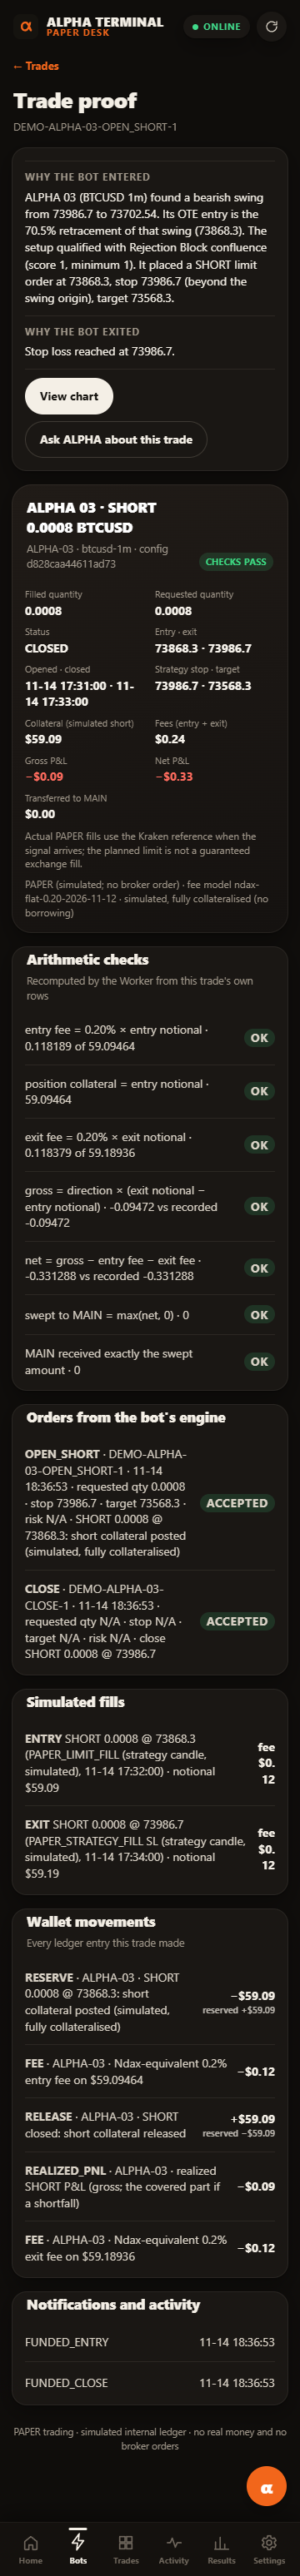 α
ALPHA TERMINAL
PAPER DESK
● ONLINE
← Trades
Trade proof
DEMO-ALPHA-03-OPEN_SHORT-1
WHY THE BOT ENTERED
ALPHA 03 (BTCUSD 1m) found a bearish swing
from 73986.7 to 73702.54. Its OTE entry is the
70.5% retracement of that swing (73868.3). The
setup qualified with Rejection Block confluence
(score 1, minimum 1). It placed a SHORT limit
order at 73868.3, stop 73986.7 (beyond the
swing origin), target 73568.3.
WHY THE BOT EXITED
Stop loss reached at 73986.7.
View chart
Ask ALPHA about this trade
ALPHA 03 · SHORT
0.0008 BTCUSD
ALPHA-03 · btcusd-1m · config
d828caa44611ad73
CHECKS PASS
Filled quantity
0.0008
Requested quantity
0.0008
Status
CLOSED
Entry · exit
73868.3 · 73986.7
Opened · closed
11-14 17:31:00 · 11-
14 17:33:00
Strategy stop · target
73986.7 · 73568.3
Collateral (simulated short)
$59.09
Fees (entry + exit)
$0.24
Gross P&L
−$0.09
Net P&L
−$0.33
Transferred to MAIN
$0.00
Actual PAPER fills use the Kraken reference when the
signal arrives; the planned limit is not a guaranteed
exchange fill.
PAPER (simulated; no broker order) · fee model ndax-
flat-0.20-2026-11-12 · simulated, fully collateralised (no
borrowing)
Arithmetic checks
Recomputed by the Worker from this trade's own
rows
entry fee = 0.20% × entry notional ·
0.118189 of 59.09464
OK
position collateral = entry notional ·
59.09464
OK
exit fee = 0.20% × exit notional ·
0.118379 of 59.18936
OK
gross = direction × (exit notional −
entry notional) · -0.09472 vs recorded
-0.09472
OK
net = gross − entry fee − exit fee ·
-0.331288 vs recorded -0.331288
OK
swept to MAIN = max(net, 0) · 0
OK
MAIN received exactly the swept
amount · 0
OK
Orders from the bot's engine
OPEN_SHORT · DEMO-ALPHA-
03-OPEN_SHORT-1 · 11-14
18:36:53 · requested qty 0.0008
· stop 73986.7 · target 73568.3 ·
risk N/A · SHORT 0.0008 @
73868.3: short collateral posted
(simulated, fully collateralised)
ACCEPTED
CLOSE · DEMO-ALPHA-03-
CLOSE-1 · 11-14 18:36:53 ·
requested qty N/A · stop N/A ·
target N/A · risk N/A · close
SHORT 0.0008 @ 73986.7
ACCEPTED
Simulated fills
ENTRY SHORT 0.0008 @ 73868.3
(PAPER_LIMIT_FILL (strategy candle,
simulated), 11-14 17:32:00) · notional
$59.09
fee
$0.
12
EXIT SHORT 0.0008 @ 73986.7
(PAPER_STRATEGY_FILL SL (strategy candle,
simulated), 11-14 17:34:00) · notional
$59.19
fee
$0.
12
Wallet movements
Every ledger entry this trade made
RESERVE · ALPHA-03 · SHORT
0.0008 @ 73868.3: short
collateral posted (simulated,
fully collateralised)
−$59.09
reserved +$59.09
FEE · ALPHA-03 · Ndax-equivalent 0.2%
entry fee on $59.09464
−$0.12
RELEASE · ALPHA-03 · SHORT
closed: short collateral released
+$59.09
reserved −$59.09
REALIZED_PNL · ALPHA-03 · realized
SHORT P&L (gross; the covered part if
a shortfall)
−$0.09
FEE · ALPHA-03 · Ndax-equivalent 0.2%
exit fee on $59.18936
−$0.12
Notifications and activity
FUNDED_ENTRY
11-14 18:36:53
FUNDED_CLOSE
11-14 18:36:53
PAPER trading · simulated internal ledger · no real money and no
broker orders
α
Home
Bots
Trades
Activity
Results
Settings